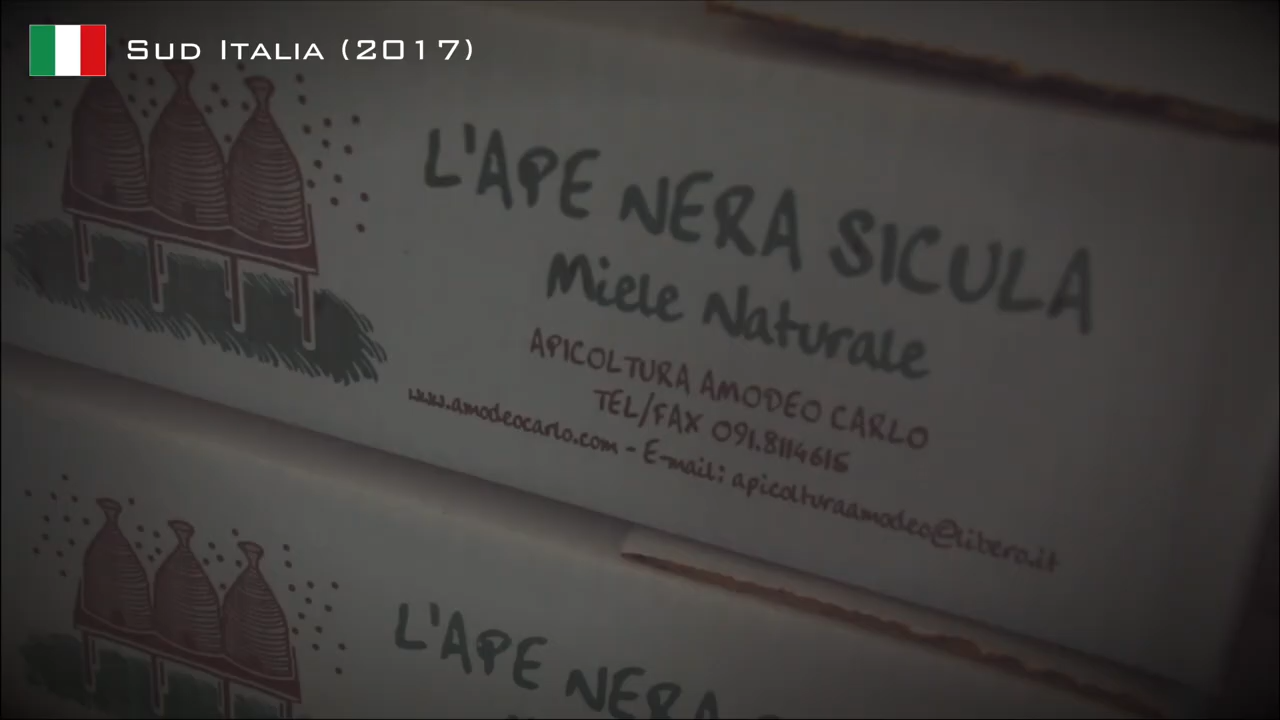 Sud Italia (2017)
L'APE NERA SICULA
Miele Naturale
APICOLTURA AMODEO CARLO
TEL/FAX 091.8114615
www.amodeocarlo.com - E-mail: apicolturaamodeo@libero.it
L'APE NERA